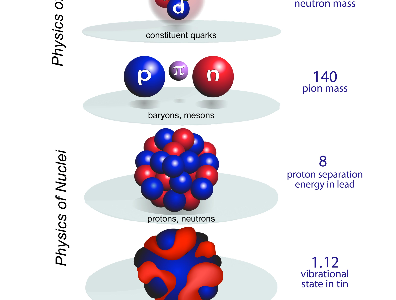 neutron mass
d
constituent quarks
Physics o
p π n
140
pion mass
baryons, mesons
8
proton separation
energy in lead
Physics of Nuclei
protons, neutrons
1.12
vibrational
state in tin